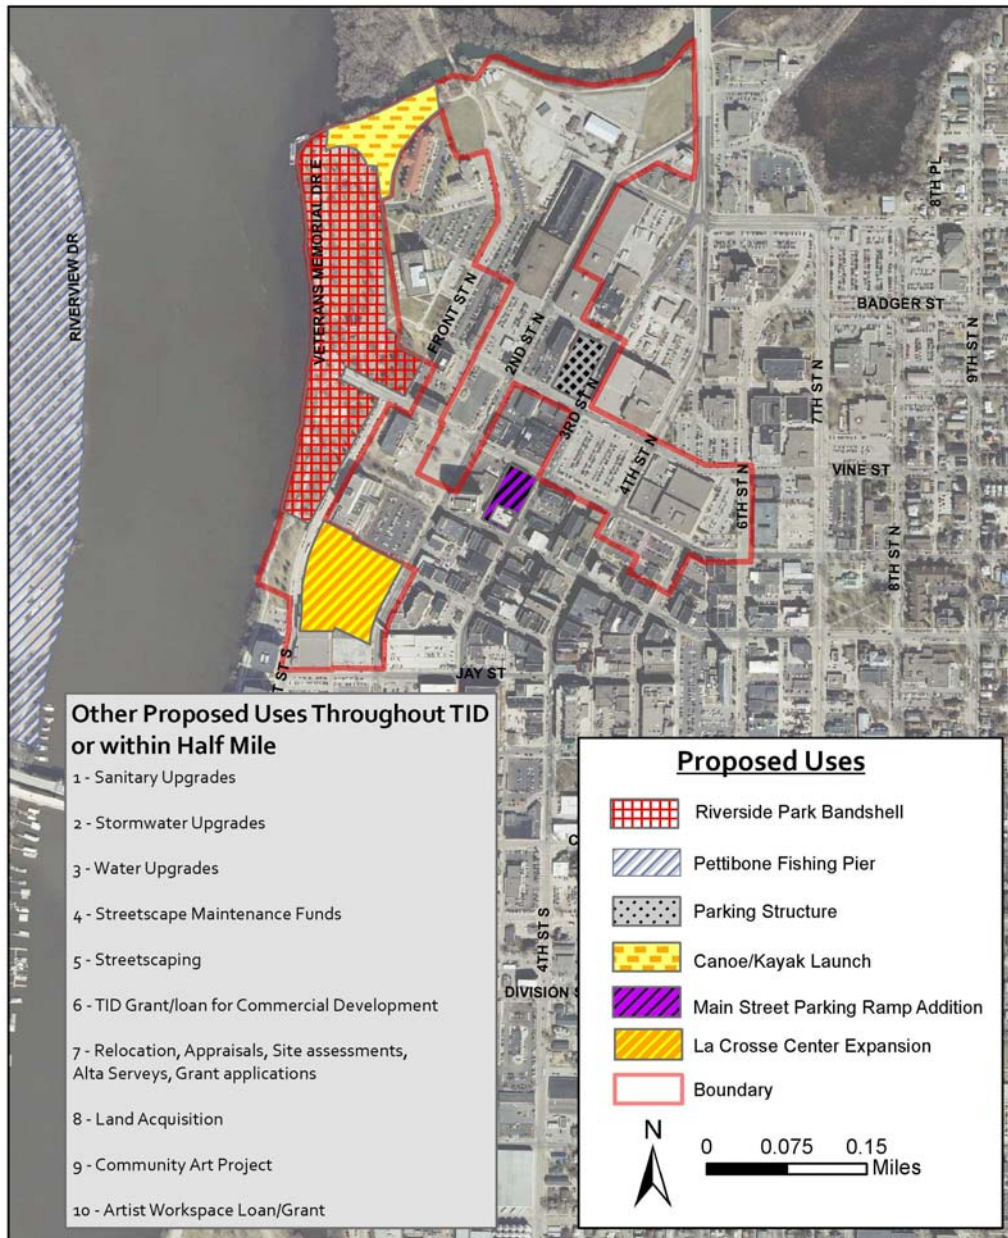 VETERANS MEMORIAL DR E
RIVERVIEW DR
FRONT ST N
2ND ST N
3RD ST N
4TH ST N
6TH ST N
7TH ST N
8TH PL
BADGER ST
9TH ST N
VINE ST
8TH ST N
T ST S
JAY ST
4TH ST S
DIVISION S
Other Proposed Uses Throughout TID
or within Half Mile
1 - Sanitary Upgrades
2 - Stormwater Upgrades
3 - Water Upgrades
4 - Streetscape Maintenance Funds
5 - Streetscaping
6 - TID Grant/loan for Commercial Development
7 - Relocation, Appraisals, Site assessments,
Alta Serveys, Grant applications
8 - Land Acquisition
9 - Community Art Project
10 - Artist Workspace Loan/Grant
Proposed Uses
Riverside Park Bandshell
Pettibone Fishing Pier
Parking Structure
Canoe/Kayak Launch
Main Street Parking Ramp Addition
La Crosse Center Expansion
Boundary
N
0 0.075 0.15
Miles